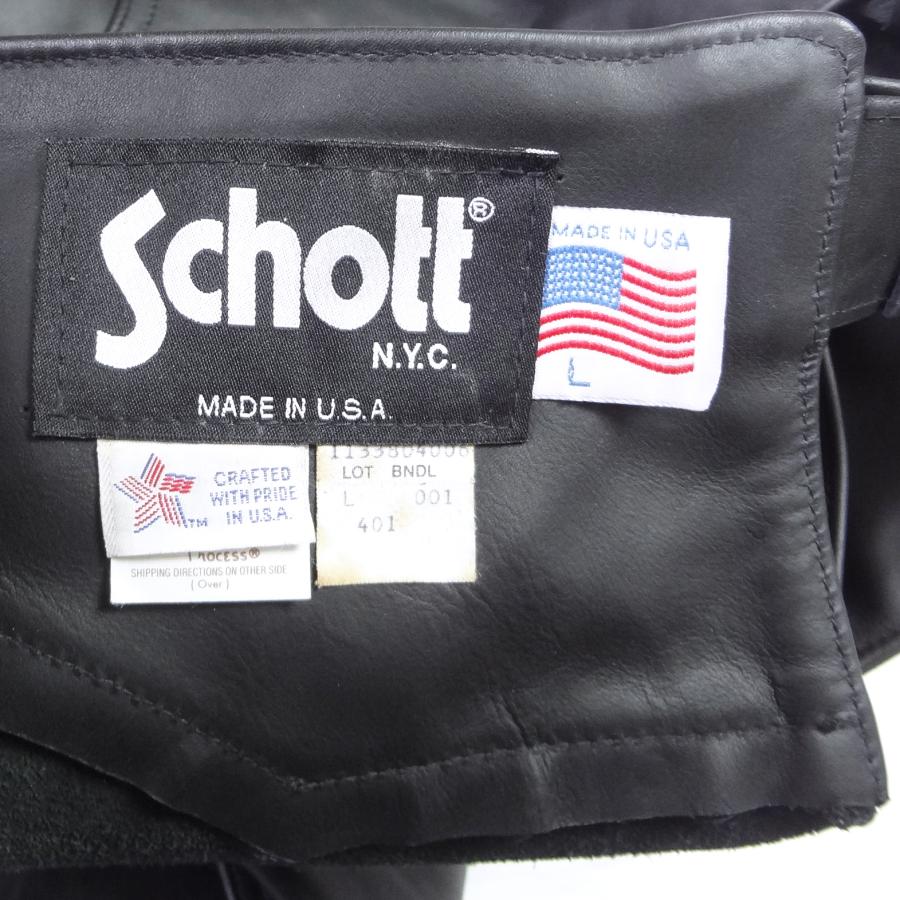 Schott®
N.Y.C.
MADE IN U.S.A.
MADE IN USA
L
CRAFTED
WITH PRIDE
IN U.S.A.
TM
LOT BNDL
L 001
401
SHIPPING DIRECTIONS ON OTHER SIDE
(Over)